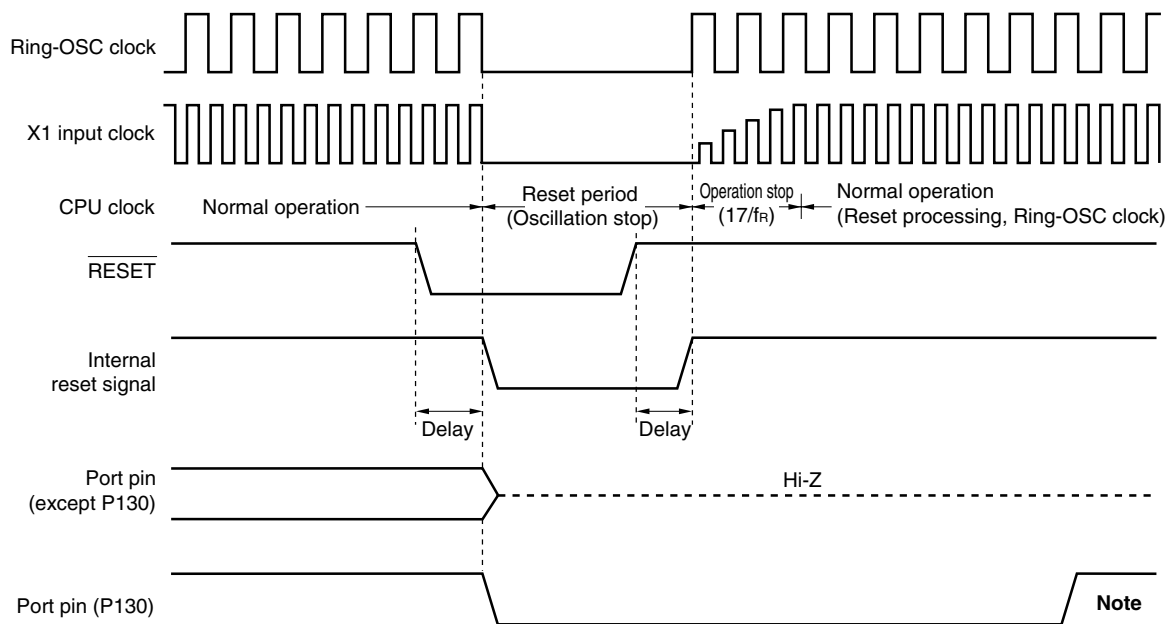 Ring-OSC clock
X1 input clock
CPU clock
Normal operation
Reset period
(Oscillation stop)
Operation stop
(17/fR)
Normal operation
(Reset processing, Ring-OSC clock)
RESET
Internal
reset signal
Delay
Delay
Port pin
(except P130)
Hi-Z
Port pin (P130)
Note